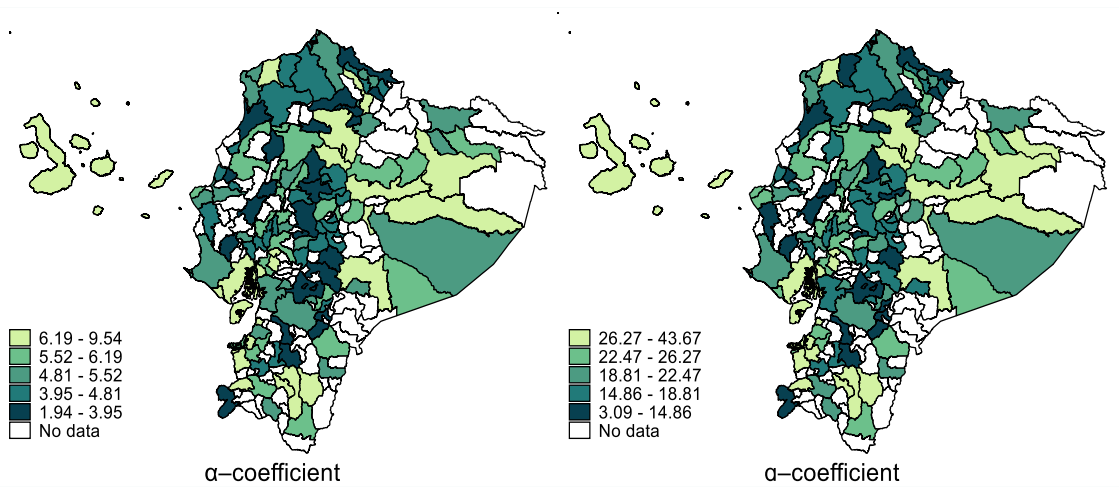 6.19 - 9.54
5.52 - 6.19
4.81 - 5.52
3.95 - 4.81
1.94 - 3.95
No data
α–coefficient
26.27 - 43.67
22.47 - 26.27
18.81 - 22.47
14.86 - 18.81
3.09 - 14.86
No data
α–coefficient